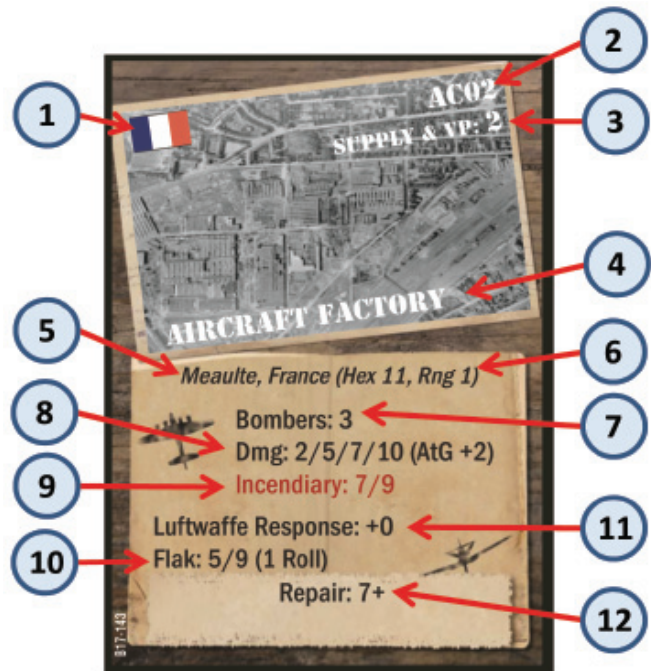 1
2
AC02
3
SUPPLY & VP: 2
4
AIRCRAFT FACTORY
5
6
Meaulte, France (Hex 11, Rng 1)
7
Bombers: 3
8
Dmg: 2/5/7/10 (AtG +2)
9
Incendiary: 7/9
11
Luftwaffe Response: +0
10
Flak: 5/9 (1 Roll)
12
Repair: 7+
B17-143